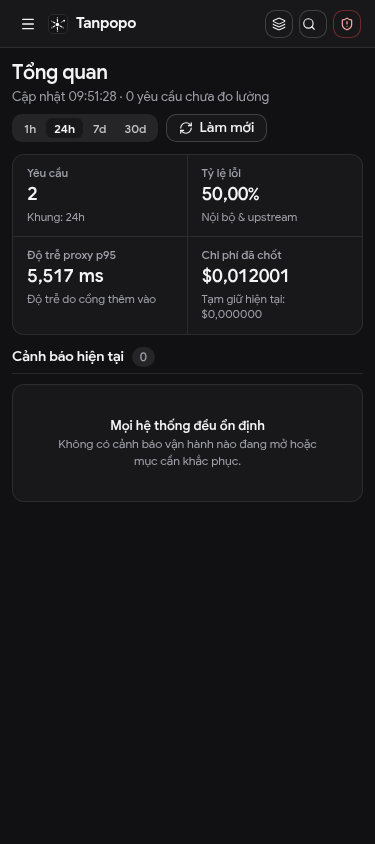 Tanpopo
Tổng quan
Cập nhật 09:51:28 · 0 yêu cầu chưa đo lường
1h 24h 7d 30d Làm mới
Yêu cầu
2
Khung: 24h
Tỷ lệ lỗi
50,00%
Nội bộ & upstream
Độ trễ proxy p95
5,517 ms
Độ trễ do cổng thêm vào
Chi phí đã chốt
$0,012001
Tạm giữ hiện tại:
$0,000000
Cảnh báo hiện tại 0
Mọi hệ thống đều ổn định
Không có cảnh báo vận hành nào đang mở hoặc
mục cần khắc phục.